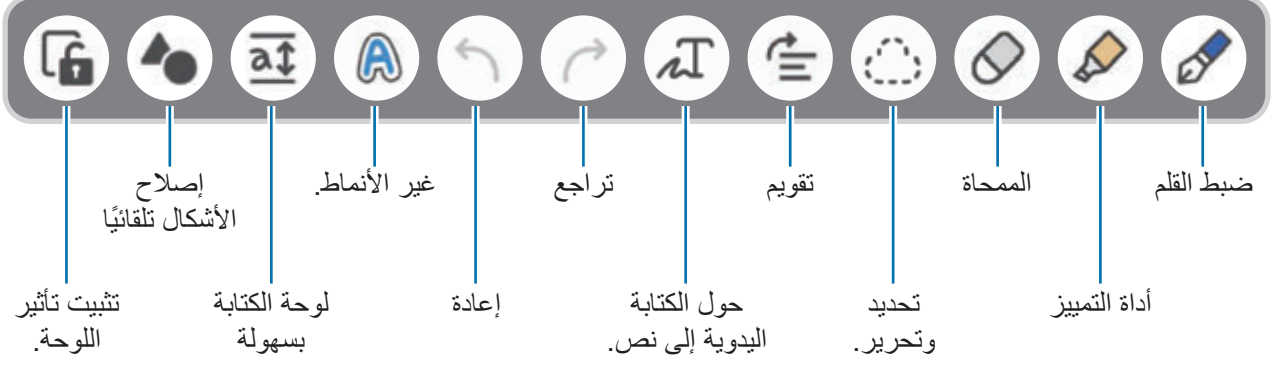 ضبط القلم
الممحاة
تقويم
تراجع
غير الأنماط.
إصلاح
الأشكال تلقائيًا
أداة التمييز
تحديد
وتحرير.
حول الكتابة
اليدوية إلى نص.
إعادة
لوحة الكتابة
بسهولة
تثبيت تأثير
اللوحة.